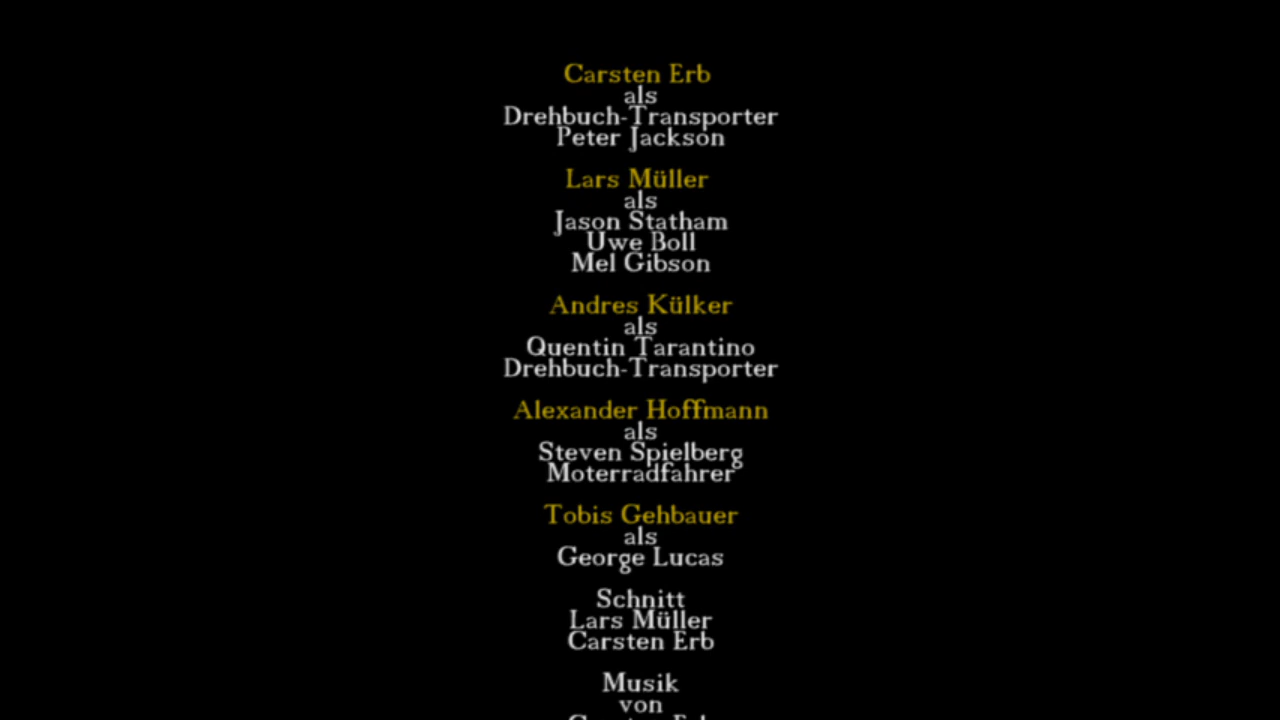 Carsten Erb
als
Drehbuch-Transporter
Peter Jackson
Lars Müller
als
Jason Statham
Uwe Boll
Mel Gibson
Andres Külker
als
Quentin Tarantino
Drehbuch-Transporter
Alexander Hoffmann
als
Steven Spielberg
Moterradfahrer
Tobis Gehbauer
als
George Lucas
Schnitt
Lars Müller
Carsten Erb
Musik
von